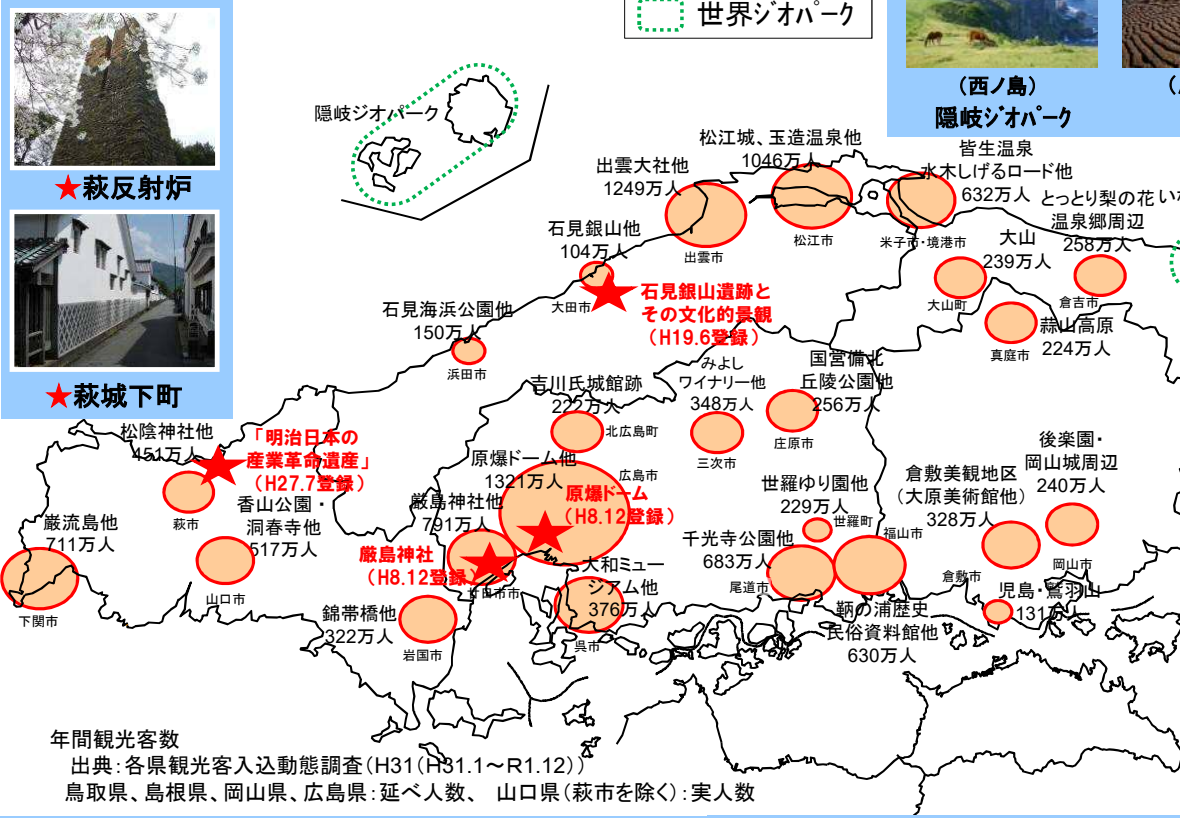 世界ジオパーク
★萩反射炉
★萩城下町
(西ノ島)
隠岐ジオパーク
隠岐ジオパーク
松江城、玉造温泉他
1046万人
松江市
出雲大社他
1249万人
出雲市
皆生温泉
水木しげるロード他
632万人
米子市・境港市
とっとり梨の花
温泉郷周辺
258万人
倉吉市
大山
239万人
大山町
蒜山高原
224万人
真庭市
石見銀山他
104万人
大田市
石見銀山遺跡と
その文化的景観
(H19.6登録)
石見海浜公園他
150万人
浜田市
みよし
ワイナリー他
348万人
三次市
国営備北
丘陵公園他
256万人
庄原市
吉川氏城館跡
222万人
北広島町
松陰神社他
451万人
萩市
「明治日本の
産業革命遺産」
(H27.7登録)
香山公園・
洞春寺他
517万人
山口市
巌流島他
711万人
下関市
原爆ドーム他
1321万人
広島市
原爆ドーム
(H8.12登録)
厳島神社他
791万人
廿日市市
厳島神社
(H8.12登録)
錦帯橋他
322万人
岩国市
大和ミュー
ジアム他
376万人
呉市
世羅ゆり園他
229万人
世羅町
千光寺公園他
683万人
尾道市
福山市
鞆の浦歴史
民俗資料館他
630万人
倉敷美観地区
(大原美術館他)
328万人
倉敷市
後楽園・
岡山城周辺
240万人
岡山市
児島・鷲羽山
131万人
年間観光客数
出典:各県観光客入込動態調査(H31(H31.1～R1.12))
鳥取県、島根県、岡山県、広島県:延べ人数、 山口県(萩市を除く):実人数